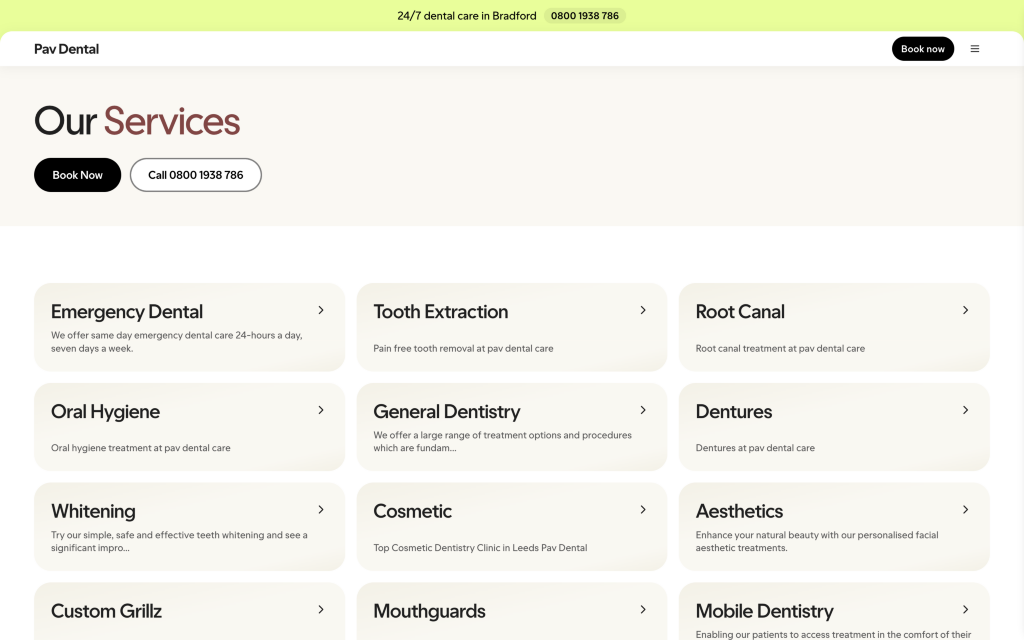 24/7 dental care in Bradford 0800 1938 786
Pav Dental
Book now
Our Services
Book Now
Call 0800 1938 786
Emergency Dental
We offer same day emergency dental care 24-hours a day,
seven days a week.
Tooth Extraction
Pain free tooth removal at pav dental care
Root Canal
Root canal treatment at pav dental care
Oral Hygiene
Oral hygiene treatment at pav dental care
General Dentistry
We offer a large range of treatment options and procedures
which are fundam...
Dentures
Dentures at pav dental care
Whitening
Try our simple, safe and effective teeth whitening and see a
significant impro...
Cosmetic
Top Cosmetic Dentistry Clinic in Leeds Pav Dental
Aesthetics
Enhance your natural beauty with our personalised facial
aesthetic treatments.
Custom Grillz
Mouthguards
Mobile Dentistry
Enabling our patients to access treatment in the comfort of their